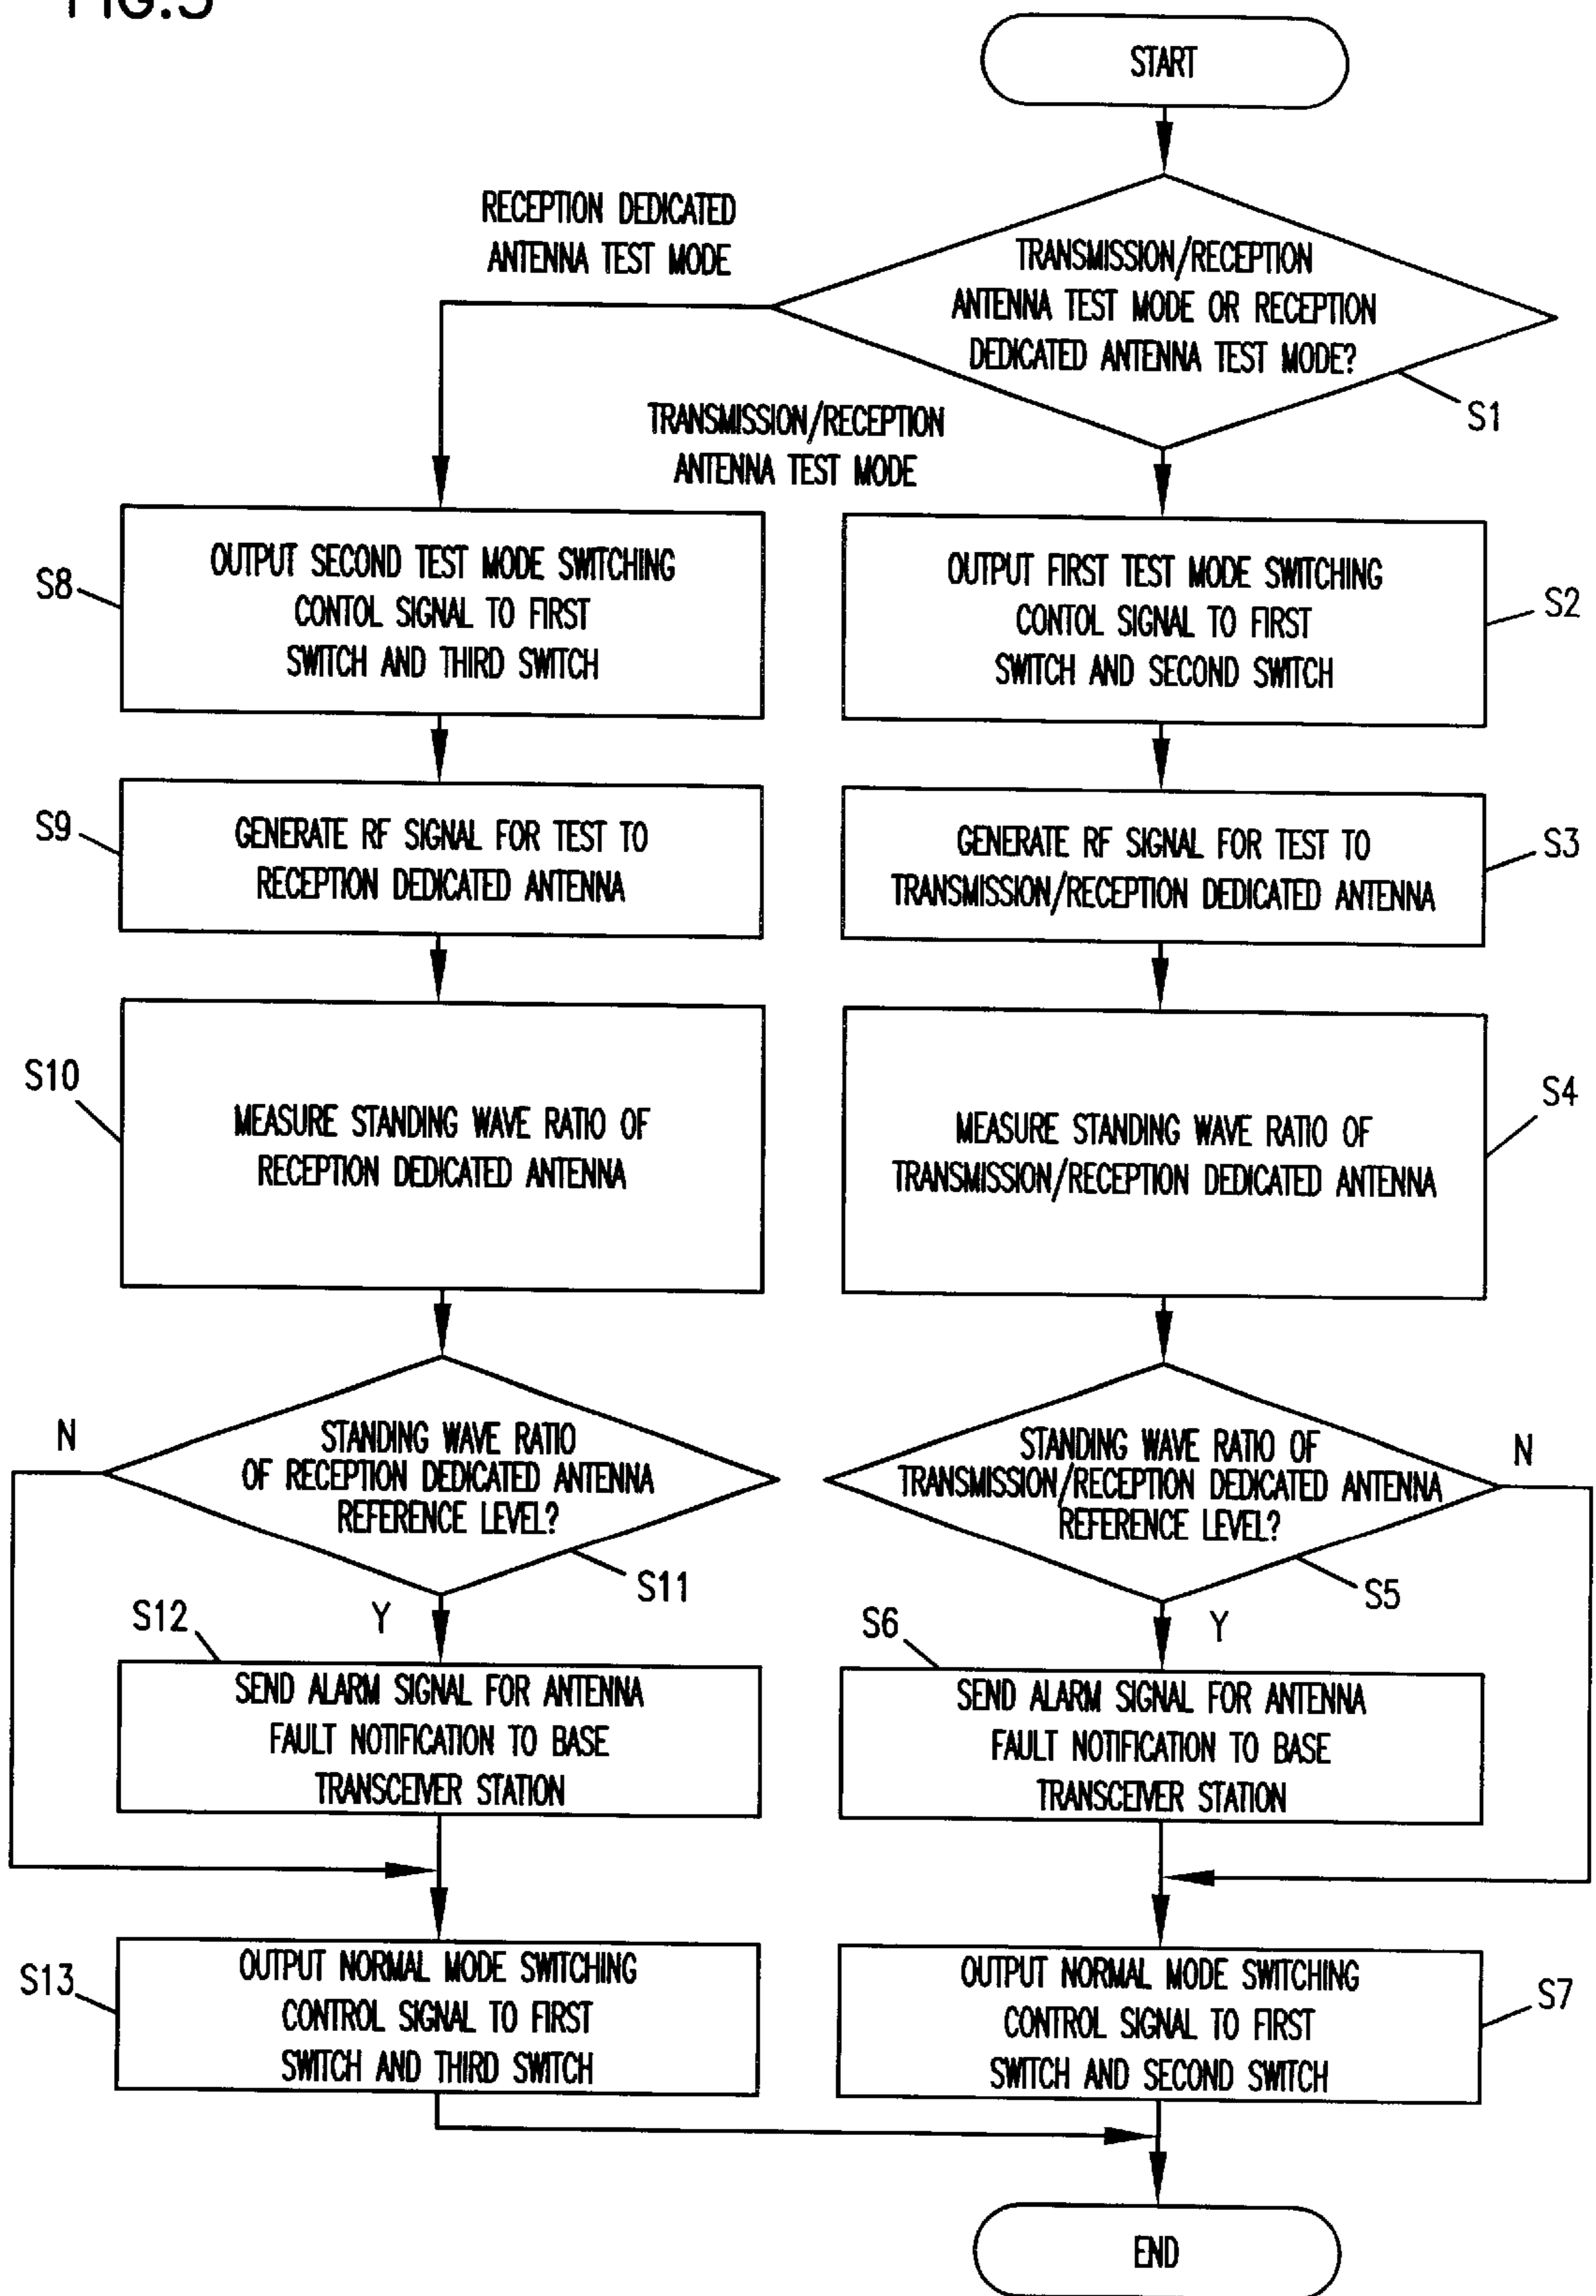 FIG.5
START
RECEPTION DEDICATED
ANTENNA TEST MODE
TRANSMISSION/RECEPTION
ANTENNA TEST MODE OR RECEPTION
DEDICATED ANTENNA TEST MODE?
S1
TRANSMISSION/RECEPTION
ANTENNA TEST MODE
S8
OUTPUT SECOND TEST MODE SWITCHING
CONTOL SIGNAL TO FIRST
SWITCH AND THIRD SWITCH
OUTPUT FIRST TEST MODE SWITCHING
CONTOL SIGNAL TO FIRST
SWITCH AND SECOND SWITCH
S2
S9
GENERATE RF SIGNAL FOR TEST TO
RECEPTION DEDICATED ANTENNA
GENERATE RF SIGNAL FOR TEST TO
TRANSMISSION/RECEPTION DEDICATED ANTENNA
S3
S10
MEASURE STANDING WAVE RATIO OF
RECEPTION DEDICATED ANTENNA
MEASURE STANDING WAVE RATIO OF
TRANSMISSION/RECEPTION DEDICATED ANTENNA
S4
N
STANDING WAVE RATIO
OF RECEPTION DEDICATED ANTENNA
REFERENCE LEVEL?
S11
STANDING WAVE RATIO OF
TRANSMISSION/RECEPTION DEDICATED ANTENNA
REFERENCE LEVEL?
N
S5
S12
Y
SEND ALARM SIGNAL FOR ANTENNA
FAULT NOTIFICATION TO BASE
TRANSCEIVER STATION
S6
Y
SEND ALARM SIGNAL FOR ANTENNA
FAULT NOTIFICATION TO BASE
TRANSCEIVER STATION
S13
OUTPUT NORMAL MODE SWITCHING
CONTROL SIGNAL TO FIRST
SWITCH AND THIRD SWITCH
OUTPUT NORMAL MODE SWITCHING
CONTROL SIGNAL TO FIRST
SWITCH AND SECOND SWITCH
S7
END